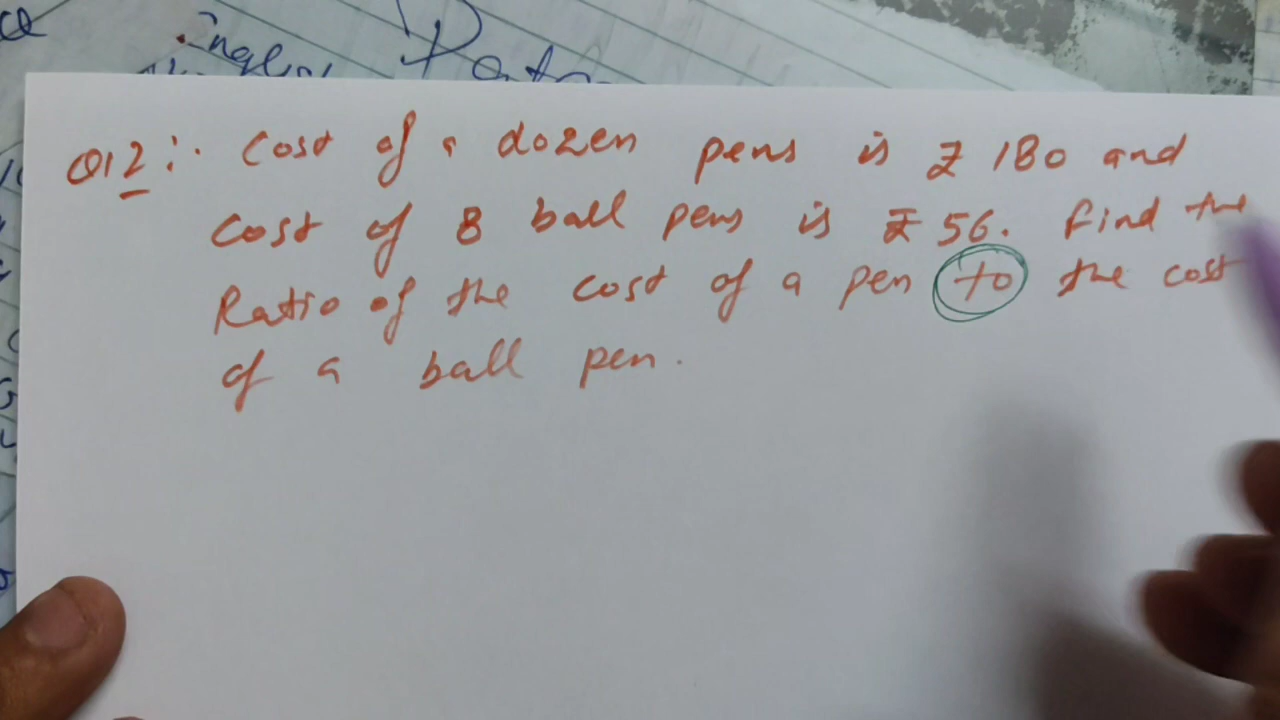 Q12:. Cost of a dozen pens is ₹ 180 and
cost of 8 ball pens is ₹ 56. Find the
Ratio of the cost of a pen to the cost
of a ball pen.